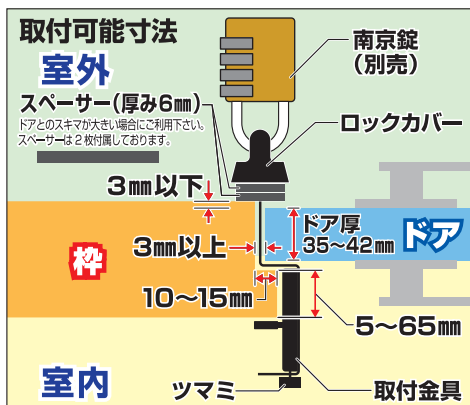 取付可能寸法
室外
南京錠
(別売)
スペーサー(厚み6mm)
ドアとのスキマが大きい場合にご利用下さい。
スペーサーは2枚付属しております。
ロックカバー
3mm以下
ドア厚
35~42mm
ドア
3mm以上
枠
10~15mm
5~65mm
室内
ツマミ
取付金具